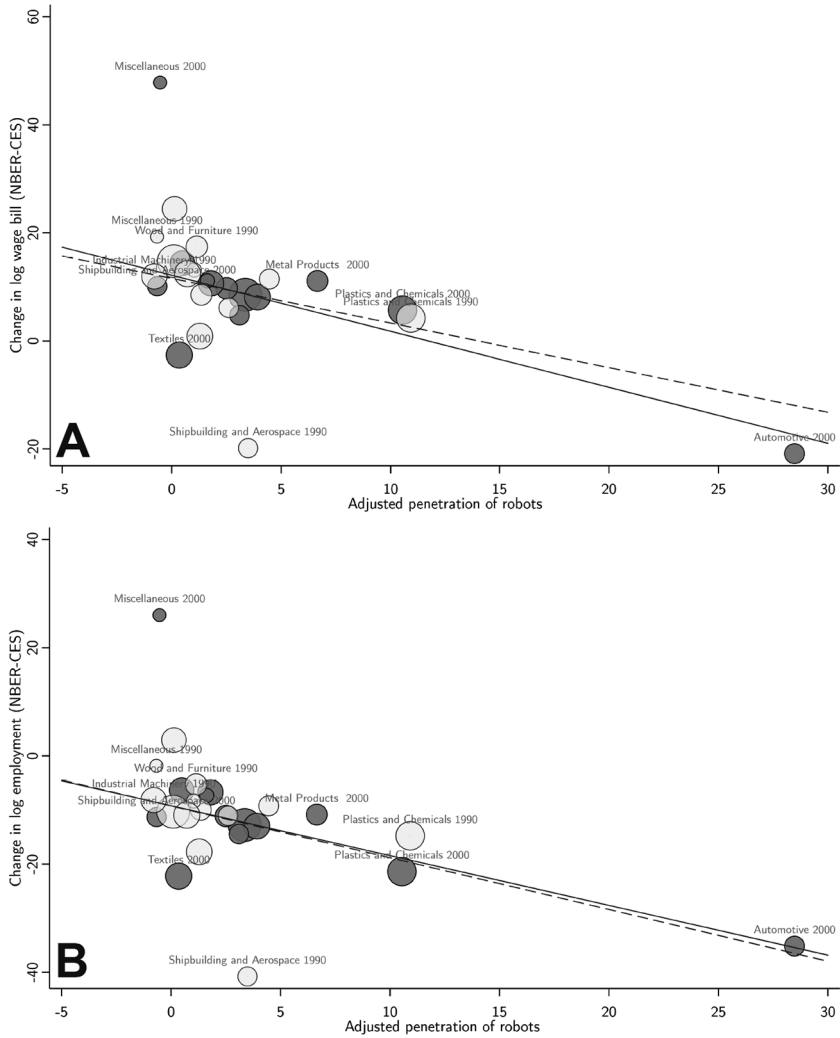 60
Miscellaneous 2000
40
Miscellaneous 1990
Wood and Furniture 1990
20
Industrial Machinery 1990
Metal Products 2000
Shipbuilding and Aerospace 2000
Plastics and Chemicals 2000
Plastics and Chemicals 1990
0
Textiles 2000
Shipbuilding and Aerospace 1990
Automotive 2000
-20
Change in log wage bill (NBER-CES)
A
-5 0 5 10 15 20 25 30
Adjusted penetration of robots
40
Miscellaneous 2000
20
0
Miscellaneous 1990
Wood and Furniture 1990
Industrial Machinery 1990
Shipbuilding and Aerospace 2000
Metal Products 2000
Plastics and Chemicals 1990
Plastics and Chemicals 2000
Textiles 2000
-20
Automotive 2000
Shipbuilding and Aerospace 1990
-40
Change in log employment (NBER-CES)
B
-5 0 5 10 15 20 25 30
Adjusted penetration of robots